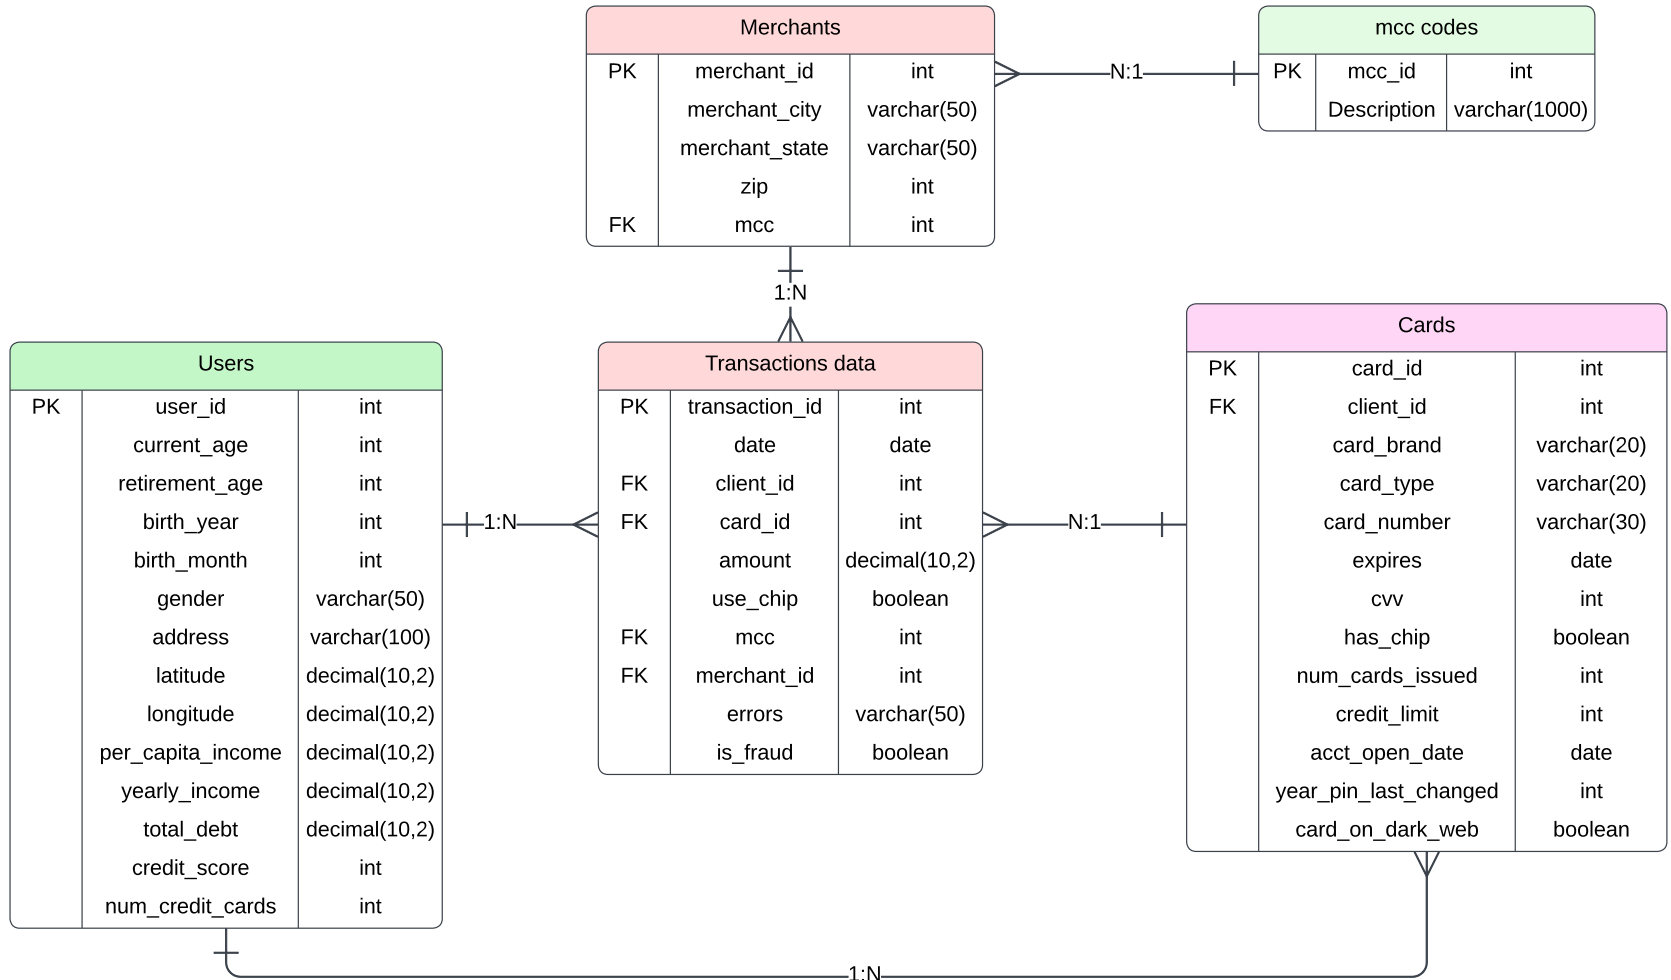 Merchants
PK merchant_id int
merchant_city varchar(50)
merchant_state varchar(50)
zip int
FK mcc int
N:1
mcc codes
PK mcc_id int
Description varchar(1000)
1:N
Users
PK user_id int
current_age int
retirement_age int
birth_year int
birth_month int
gender varchar(50)
address varchar(100)
latitude decimal(10,2)
longitude decimal(10,2)
per_capita_income decimal(10,2)
yearly_income decimal(10,2)
total_debt decimal(10,2)
credit_score int
num_credit_cards int
1:N
Transactions data
PK transaction_id int
date date
FK client_id int
FK card_id int
amount decimal(10,2)
use_chip boolean
FK mcc int
FK merchant_id int
errors varchar(50)
is_fraud boolean
N:1
Cards
PK card_id int
FK client_id int
card_brand varchar(20)
card_type varchar(20)
card_number varchar(30)
expires date
cvv int
has_chip boolean
num_cards_issued int
credit_limit int
acct_open_date date
year_pin_last_changed int
card_on_dark_web boolean
1:N